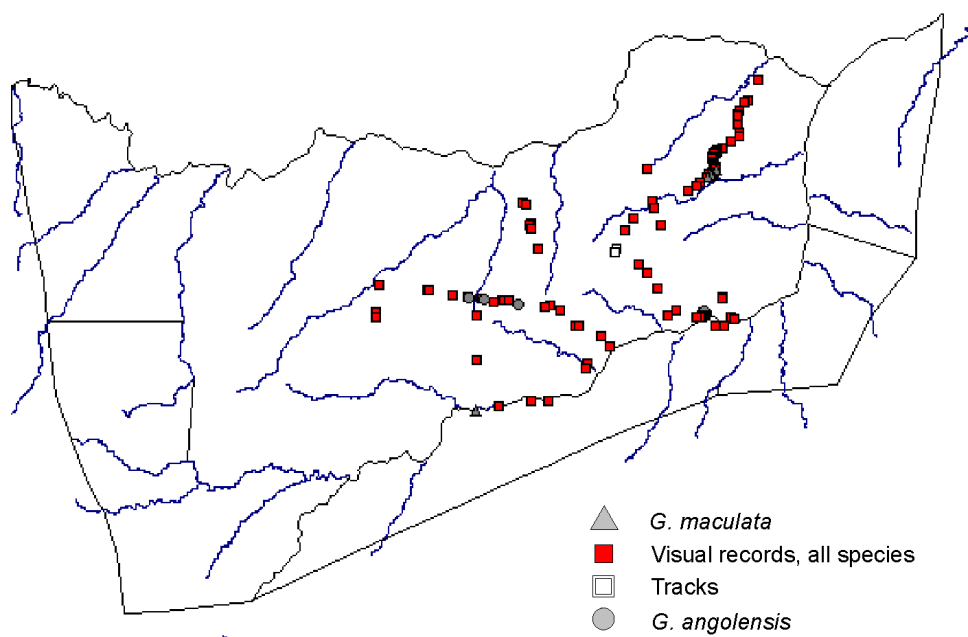 G. maculata
Visual records, all species
Tracks
G. angolensis